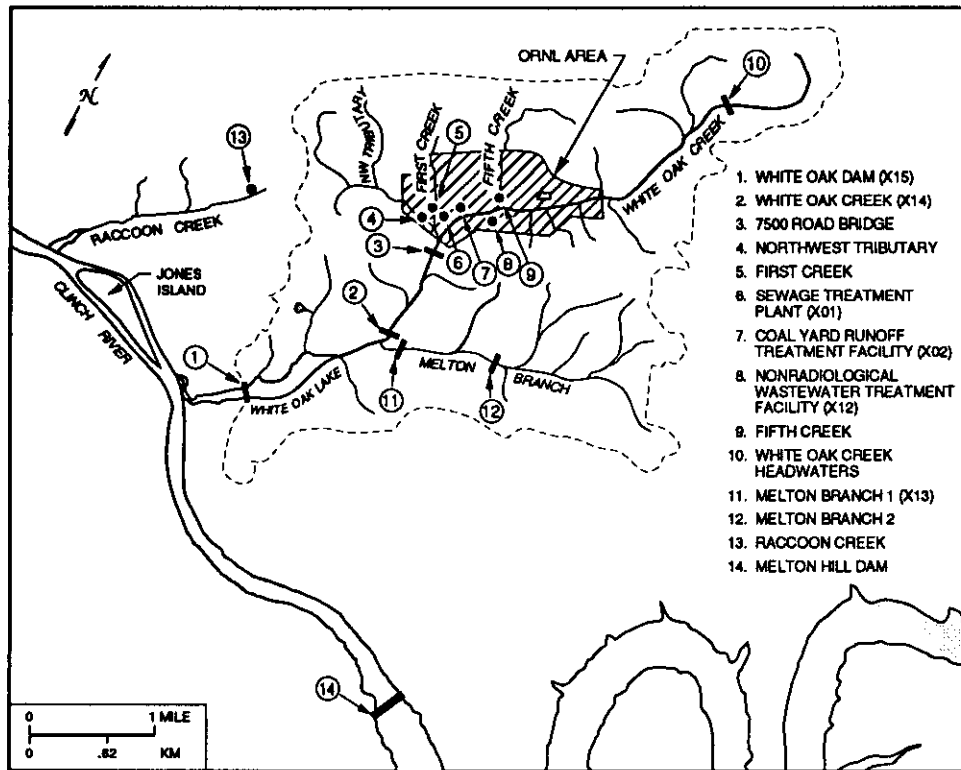 N
ORNL AREA
10
13
NW TRIBUTARY
FIRST CREEK
5
FIFTH CREEK
WHITE OAK CREEK
4
3
6
7
8
9
RACCOON CREEK
JONES
ISLAND
CLINCH RIVER
2
1
WHITE OAK LAKE
MELTON BRANCH
11
12
14
1. WHITE OAK DAM (X15)
2. WHITE OAK CREEK (X14)
3. 7500 ROAD BRIDGE
4. NORTHWEST TRIBUTARY
5. FIRST CREEK
6. SEWAGE TREATMENT
PLANT (X01)
7. COAL YARD RUNOFF
TREATMENT FACILITY (X02)
8. NONRADIOLOGICAL
WASTEWATER TREATMENT
FACILITY (X12)
9. FIFTH CREEK
10. WHITE OAK CREEK
HEADWATERS
11. MELTON BRANCH 1 (X13)
12. MELTON BRANCH 2
13. RACCOON CREEK
14. MELTON HILL DAM
0 1 MILE
0 .62 KM